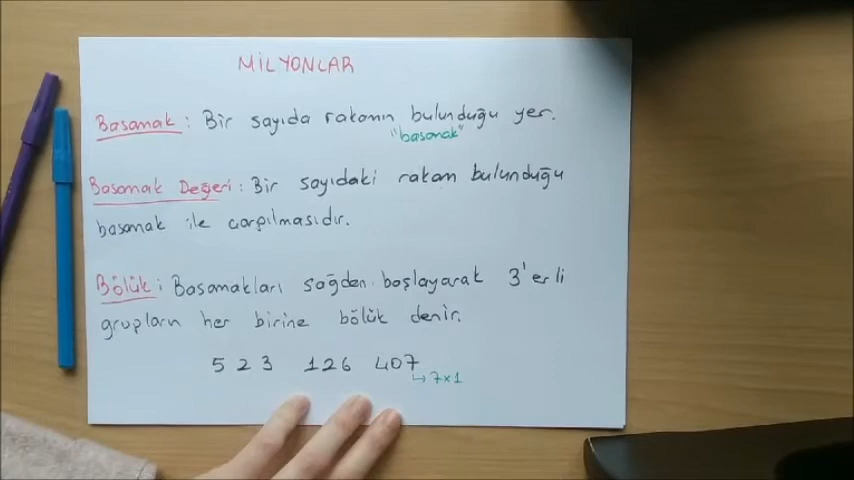 MİLYONLAR
Basamak: Bir sayıda rakamın bulunduğu yer.
"basamak"
Basamak Değeri: Bir sayıdaki rakam bulunduğu
basamak ile çarpılmasıdır.
Bölük: Basamakları sağdan başlayarak 3'erli
grupların her birine bölük denir.
523 126 407
↳ 7x1